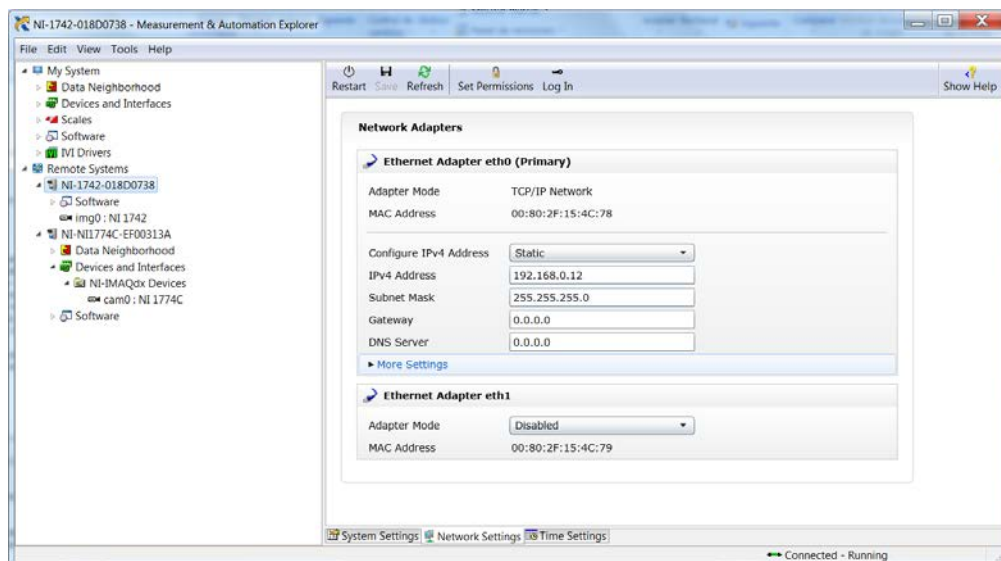 NI-1742-018D0738 - Measurement & Automation Explorer
File Edit View Tools Help
My System
Data Neighborhood
Devices and Interfaces
Scales
Software
IVI Drivers
Remote Systems
NI-1742-018D0738
Software
img0 : NI 1742
NI-NI1774C-EF00313A
Data Neighborhood
Devices and Interfaces
NI-IMAQdx Devices
cam0 : NI 1774C
Software
Restart Save Refresh Set Permissions Log In Show Help
Network Adapters
Ethernet Adapter eth0 (Primary)
Adapter Mode TCP/IP Network
MAC Address 00:80:2F:15:4C:78
Configure IPv4 Address Static
IPv4 Address 192.168.0.12
Subnet Mask 255.255.255.0
Gateway 0.0.0.0
DNS Server 0.0.0.0
More Settings
Ethernet Adapter eth1
Adapter Mode Disabled
MAC Address 00:80:2F:15:4C:79
System Settings Network Settings Time Settings
Connected - Running